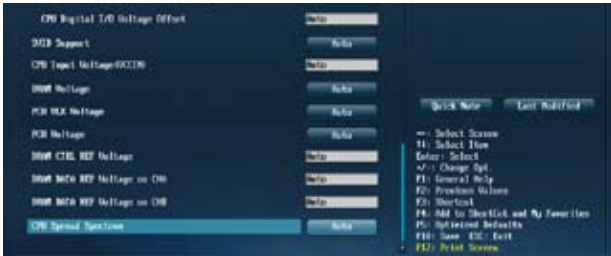 CPU Digital I/O Voltage Offset Auto
SVID Support Auto
CPU Input Voltage(VCCIN) Auto
DRAM Voltage Auto
PCH VLX Voltage Auto
PCH Voltage Auto
DRAM CTRL REF Voltage Auto
DRAM DATA REF Voltage on CHA Auto
DRAM DATA REF Voltage on CHB Auto
CPU Spread Spectrum Auto
Quick Note Last Modified
→←: Select Screen
↑↓: Select Item
Enter: Select
+/-: Change Opt.
F1: General Help
F2: Previous Values
F3: Shortcut
F4: Add to Shortcut and My Favorites
F5: Optimized Defaults
F10: Save ESC: Exit
F12: Print Screen